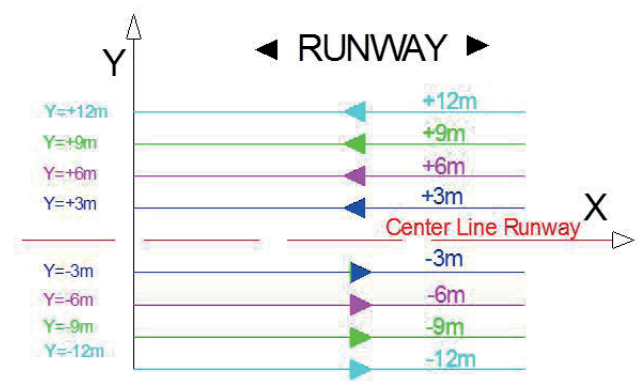 RUNWAY
Y
Y=+12m +12m
Y=+9m +9m
Y=+6m +6m
Y=+3m +3m
X
Center Line Runway
Y=-3m -3m
Y=-6m -6m
Y=-9m -9m
Y=-12m -12m